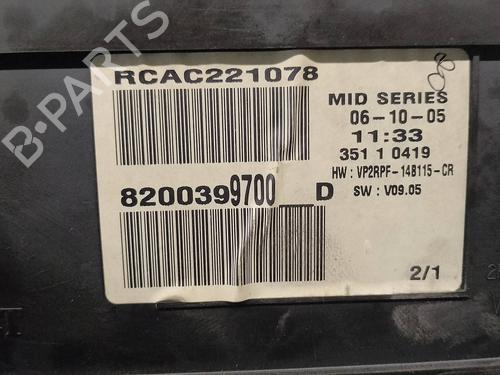 RCAC221078
MID SERIES
06-10-05
11:33
351 1 0419
HW : VP2RPF-14B115-CR
SW : V09.05
8200399700__D
2/1
B-Parts